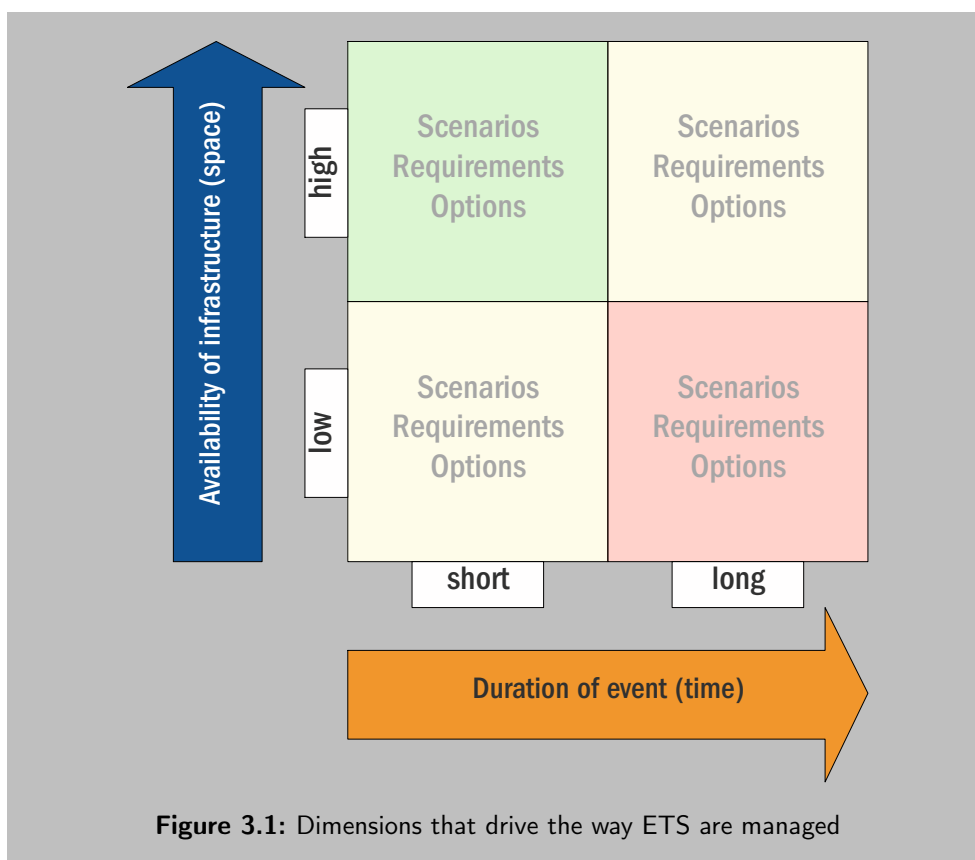 Availability of infrastructure (space)
high
Scenarios
Requirements
Options
Scenarios
Requirements
Options
low
Scenarios
Requirements
Options
Scenarios
Requirements
Options
short
long
Duration of event (time)
Figure 3.1: Dimensions that drive the way ETS are managed